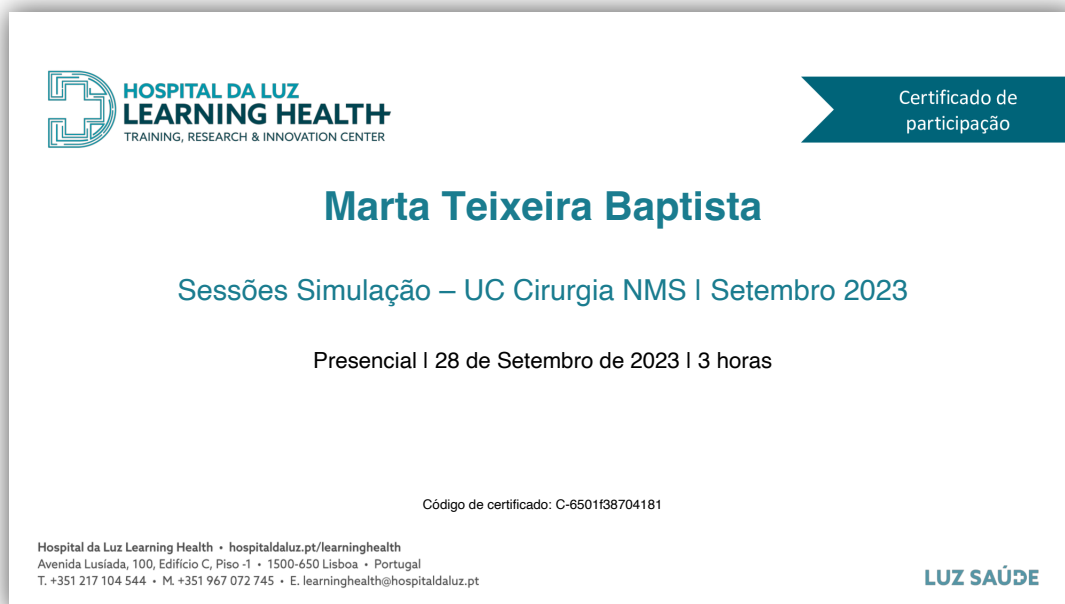 HOSPITAL DA LUZ
LEARNING HEALTH
TRAINING, RESEARCH & INNOVATION CENTER
Certificado de
participação
Marta Teixeira Baptista
Sessões Simulação – UC Cirurgia NMS | Setembro 2023
Presencial | 28 de Setembro de 2023 | 3 horas
Código de certificado: C-6501f38704181
Hospital da Luz Learning Health • hospitaldaluz.pt/learninghealth
Avenida Lusíada, 100, Edifício C, Piso -1 • 1500-650 Lisboa • Portugal
T. +351 217 104 544 • M. +351 967 072 745 • E. learninghealth@hospitaldaluz.pt
LUZ SAÚDE